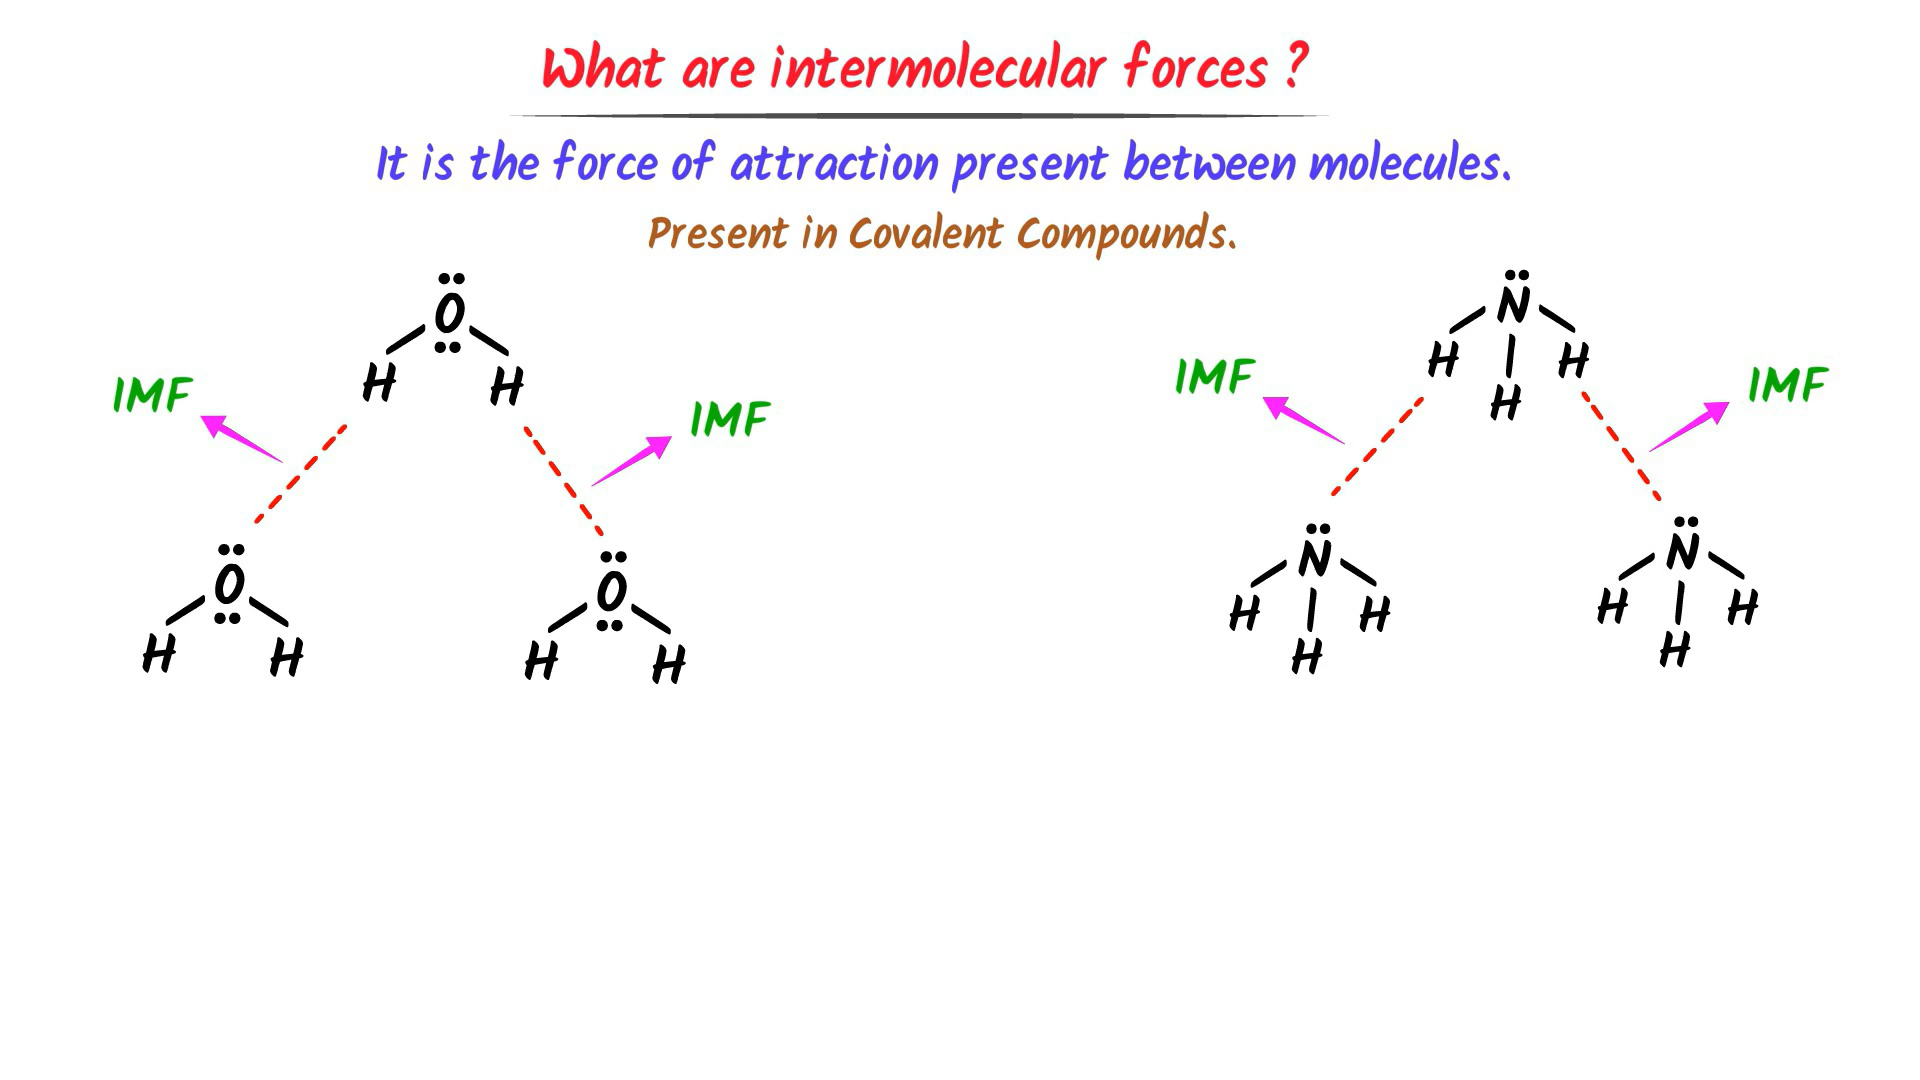 What are intermolecular forces ?
It is the force of attraction present between molecules.
Present in Covalent Compounds.
O
H H
IMF
IMF
O
H H
O
H H
N
H H
H
IMF
IMF
N
H H
H
N
H H
H